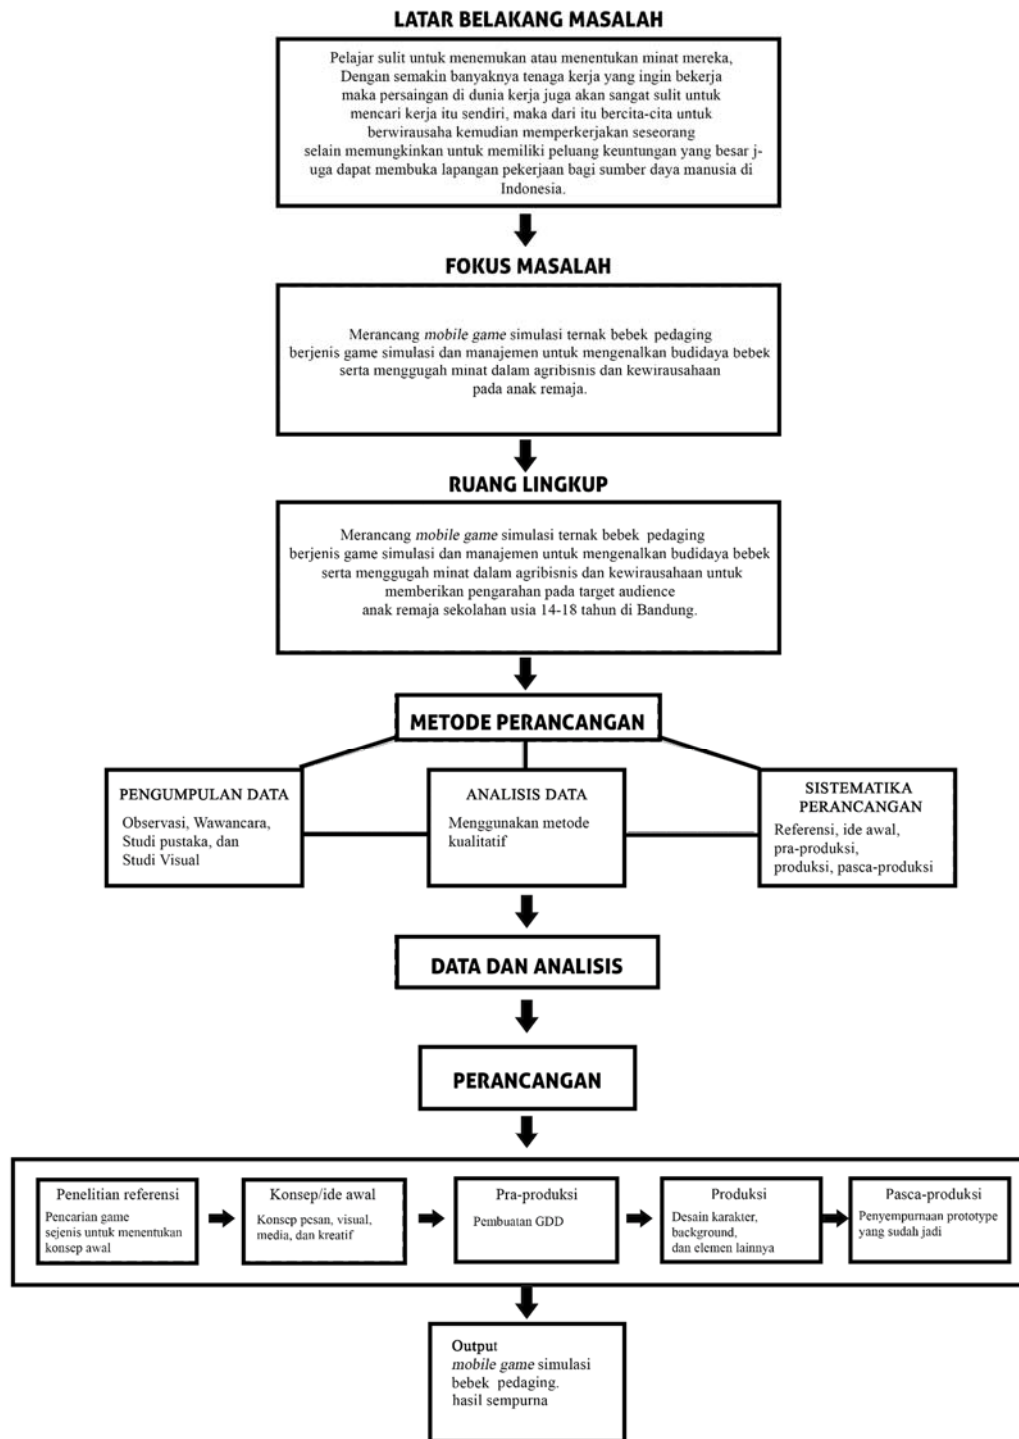 LATAR BELAKANG MASALAH
Pelajar sulit untuk menemukan atau menentukan minat mereka,
Dengan semakin banyaknya tenaga kerja yang ingin bekerja
maka persaingan di dunia kerja juga akan sangat sulit untuk
mencari kerja itu sendiri, maka dari itu bercita-cita untuk
berwirausaha kemudian memperkerjakan seseorang
selain memungkinkan untuk memiliki peluang keuntungan yang besar j-
uga dapat membuka lapangan pekerjaan bagi sumber daya manusia di
Indonesia.
FOKUS MASALAH
Merancang mobile game simulasi ternak bebek pedaging
berjenis game simulasi dan manajemen untuk mengenalkan budidaya bebek
serta menggugah minat dalam agribisnis dan kewirausahaan
pada anak remaja.
RUANG LINGKUP
Merancang mobile game simulasi ternak bebek pedaging
berjenis game simulasi dan manajemen untuk mengenalkan budidaya bebek
serta menggugah minat dalam agribisnis dan kewirausahaan untuk
memberikan pengarahan pada target audience
anak remaja sekolahan usia 14-18 tahun di Bandung.
METODE PERANCANGAN
PENGUMPULAN DATA
Observasi, Wawancara,
Studi pustaka, dan
Studi Visual
ANALISIS DATA
Menggunakan metode
kualitatif
SISTEMATIKA
PERANCANGAN
Referensi, ide awal,
pra-produksi,
produksi, pasca-produksi
DATA DAN ANALISIS
PERANCANGAN
Penelitian referensi
Pencarian game
sejenis untuk menentukan
konsep awal
Konsep/ide awal
Konsep pesan, visual,
media, dan kreatif
Pra-produksi
Pembuatan GDD
Produksi
Desain karakter,
background,
dan elemen lainnya
Pasca-produksi
Penyempurnaan prototype
yang sudah jadi
Output
mobile game simulasi
bebek pedaging.
hasil sempurna